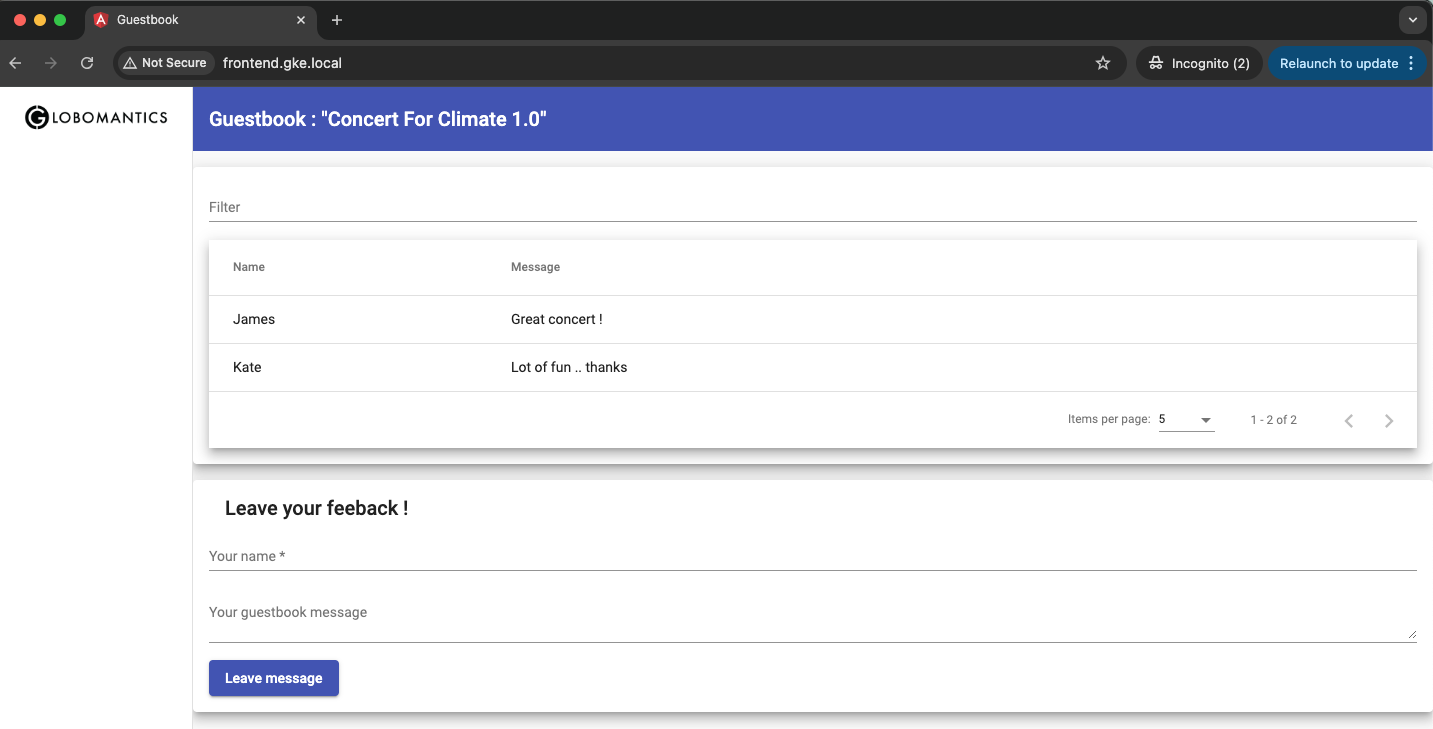 Guestbook
Not Secure frontend.gke.local Incognito (2) Relaunch to update
GLOBOMANTICS
Guestbook : "Concert For Climate 1.0"
Filter
Name Message
James Great concert !
Kate Lot of fun .. thanks
Items per page: 5 1 - 2 of 2
Leave your feeback !
Your name *
Your guestbook message
Leave message